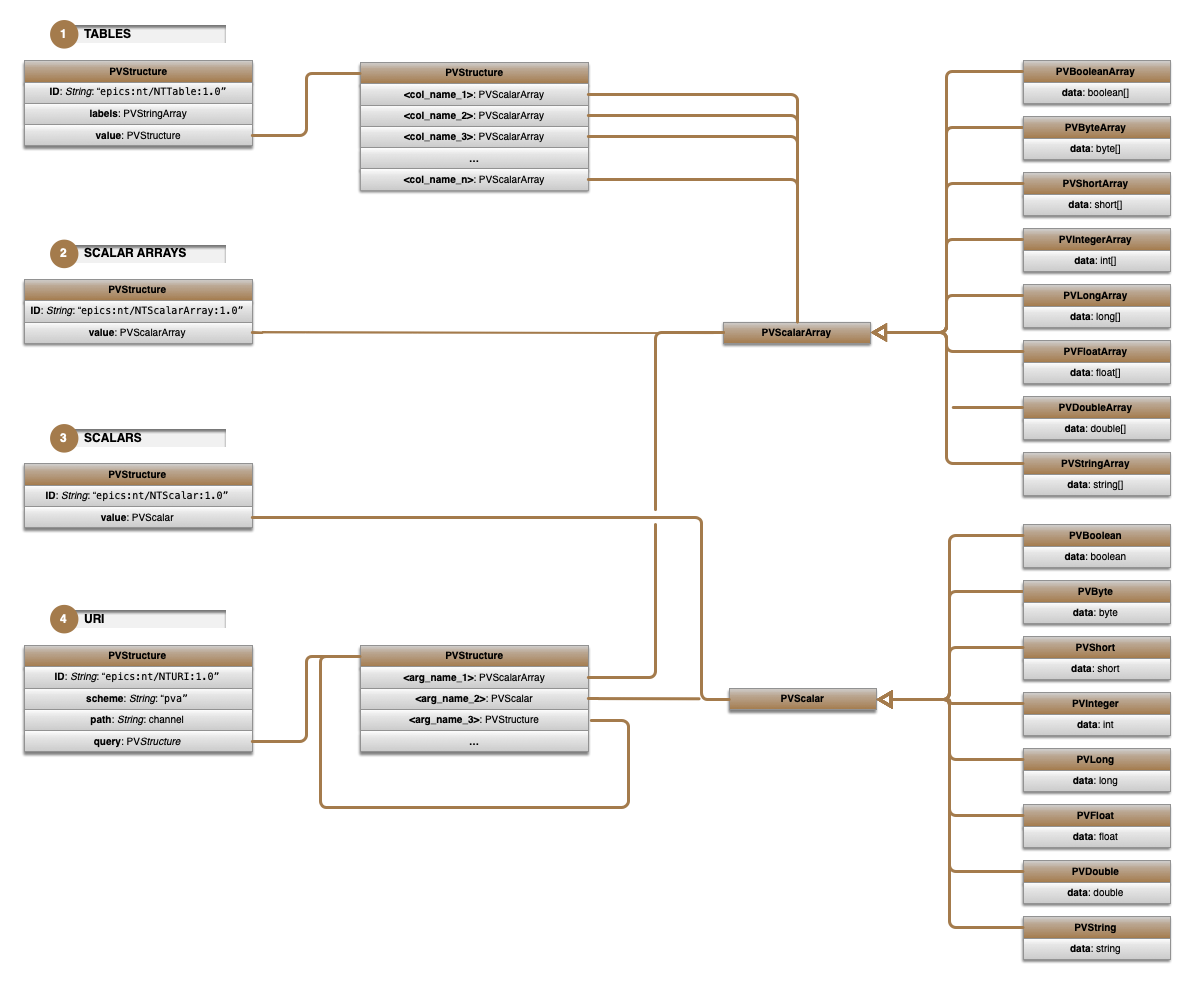 1 TABLES
PVStructure
ID: String: “epics:nt/NTTable:1.0”
labels: PVStringArray
value: PVStructure
PVStructure
<col_name_1>: PVScalarArray
<col_name_2>: PVScalarArray
<col_name_3>: PVScalarArray
...
<col_name_n>: PVScalarArray
2 SCALAR ARRAYS
PVStructure
ID: String: “epics:nt/NTScalarArray:1.0”
value: PVScalarArray
PVScalarArray
PVBooleanArray
data: boolean[]
PVByteArray
data: byte[]
PVShortArray
data: short[]
PVIntegerArray
data: int[]
PVLongArray
data: long[]
PVFloatArray
data: float[]
PVDoubleArray
data: double[]
PVStringArray
data: string[]
3 SCALARS
PVStructure
ID: String: “epics:nt/NTScalar:1.0”
value: PVScalar
4 URI
PVStructure
ID: String: “epics:nt/NTURI:1.0”
scheme: String: “pva”
path: String: channel
query: PVStructure
PVStructure
<arg_name_1>: PVScalarArray
<arg_name_2>: PVScalar
<arg_name_3>: PVStructure
...
PVScalar
PVBoolean
data: boolean
PVByte
data: byte
PVShort
data: short
PVInteger
data: int
PVLong
data: long
PVFloat
data: float
PVDouble
data: double
PVString
data: string